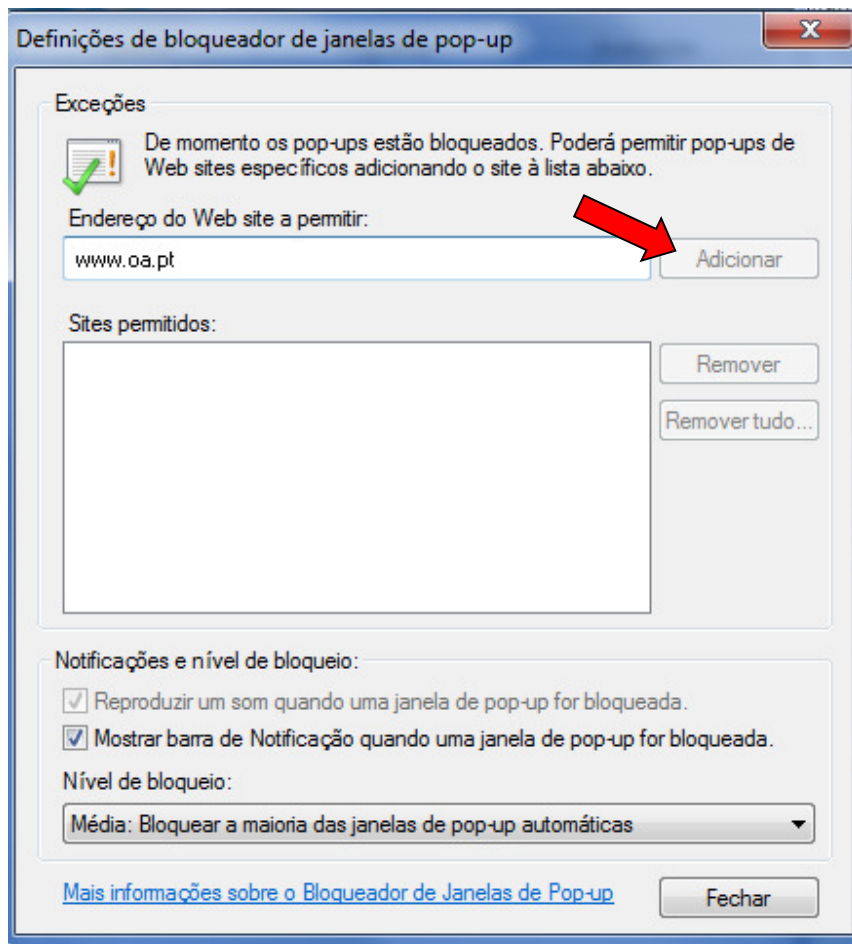 Definições de bloqueador de janelas de pop-up
Exceções
De momento os pop-ups estão bloqueados. Poderá permitir pop-ups de
Web sites específicos adicionando o site à lista abaixo.
Endereço do Web site a permitir:
www.oa.pt
Adicionar
Sites permitidos:
Remover
Remover tudo...
Notificações e nível de bloqueio:
Reproduzir um som quando uma janela de pop-up for bloqueada.
Mostrar barra de Notificação quando uma janela de pop-up for bloqueada.
Nível de bloqueio:
Média: Bloquear a maioria das janelas de pop-up automáticas
Mais informações sobre o Bloqueador de Janelas de Pop-up
Fechar